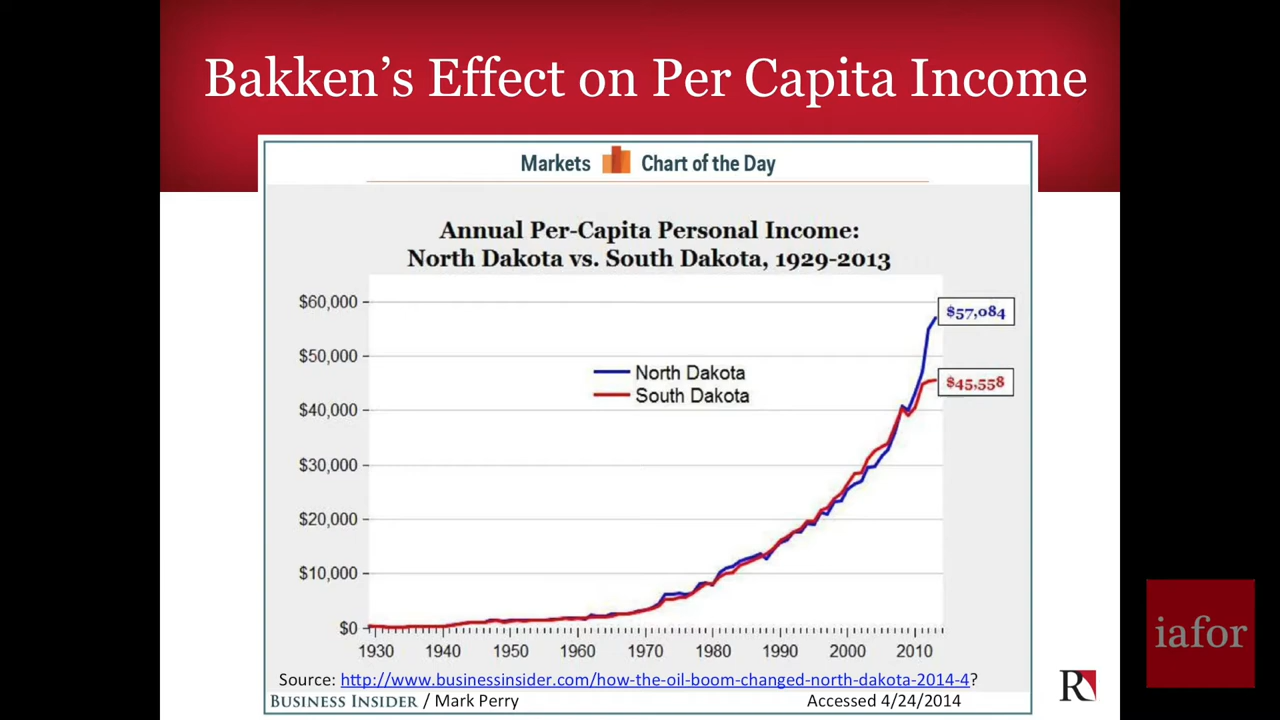 Bakken's Effect on Per Capita Income
Markets Chart of the Day
Annual Per-Capita Personal Income:
North Dakota vs. South Dakota, 1929-2013
$60,000
$57,084
$50,000
North Dakota
$45,558
South Dakota
$40,000
$30,000
$20,000
$10,000
$0
1930 1940 1950 1960 1970 1980 1990 2000 2010
Source: http://www.businessinsider.com/how-the-oil-boom-changed-north-dakota-2014-4?
BUSINESS INSIDER / Mark Perry Accessed 4/24/2014
R
iafor